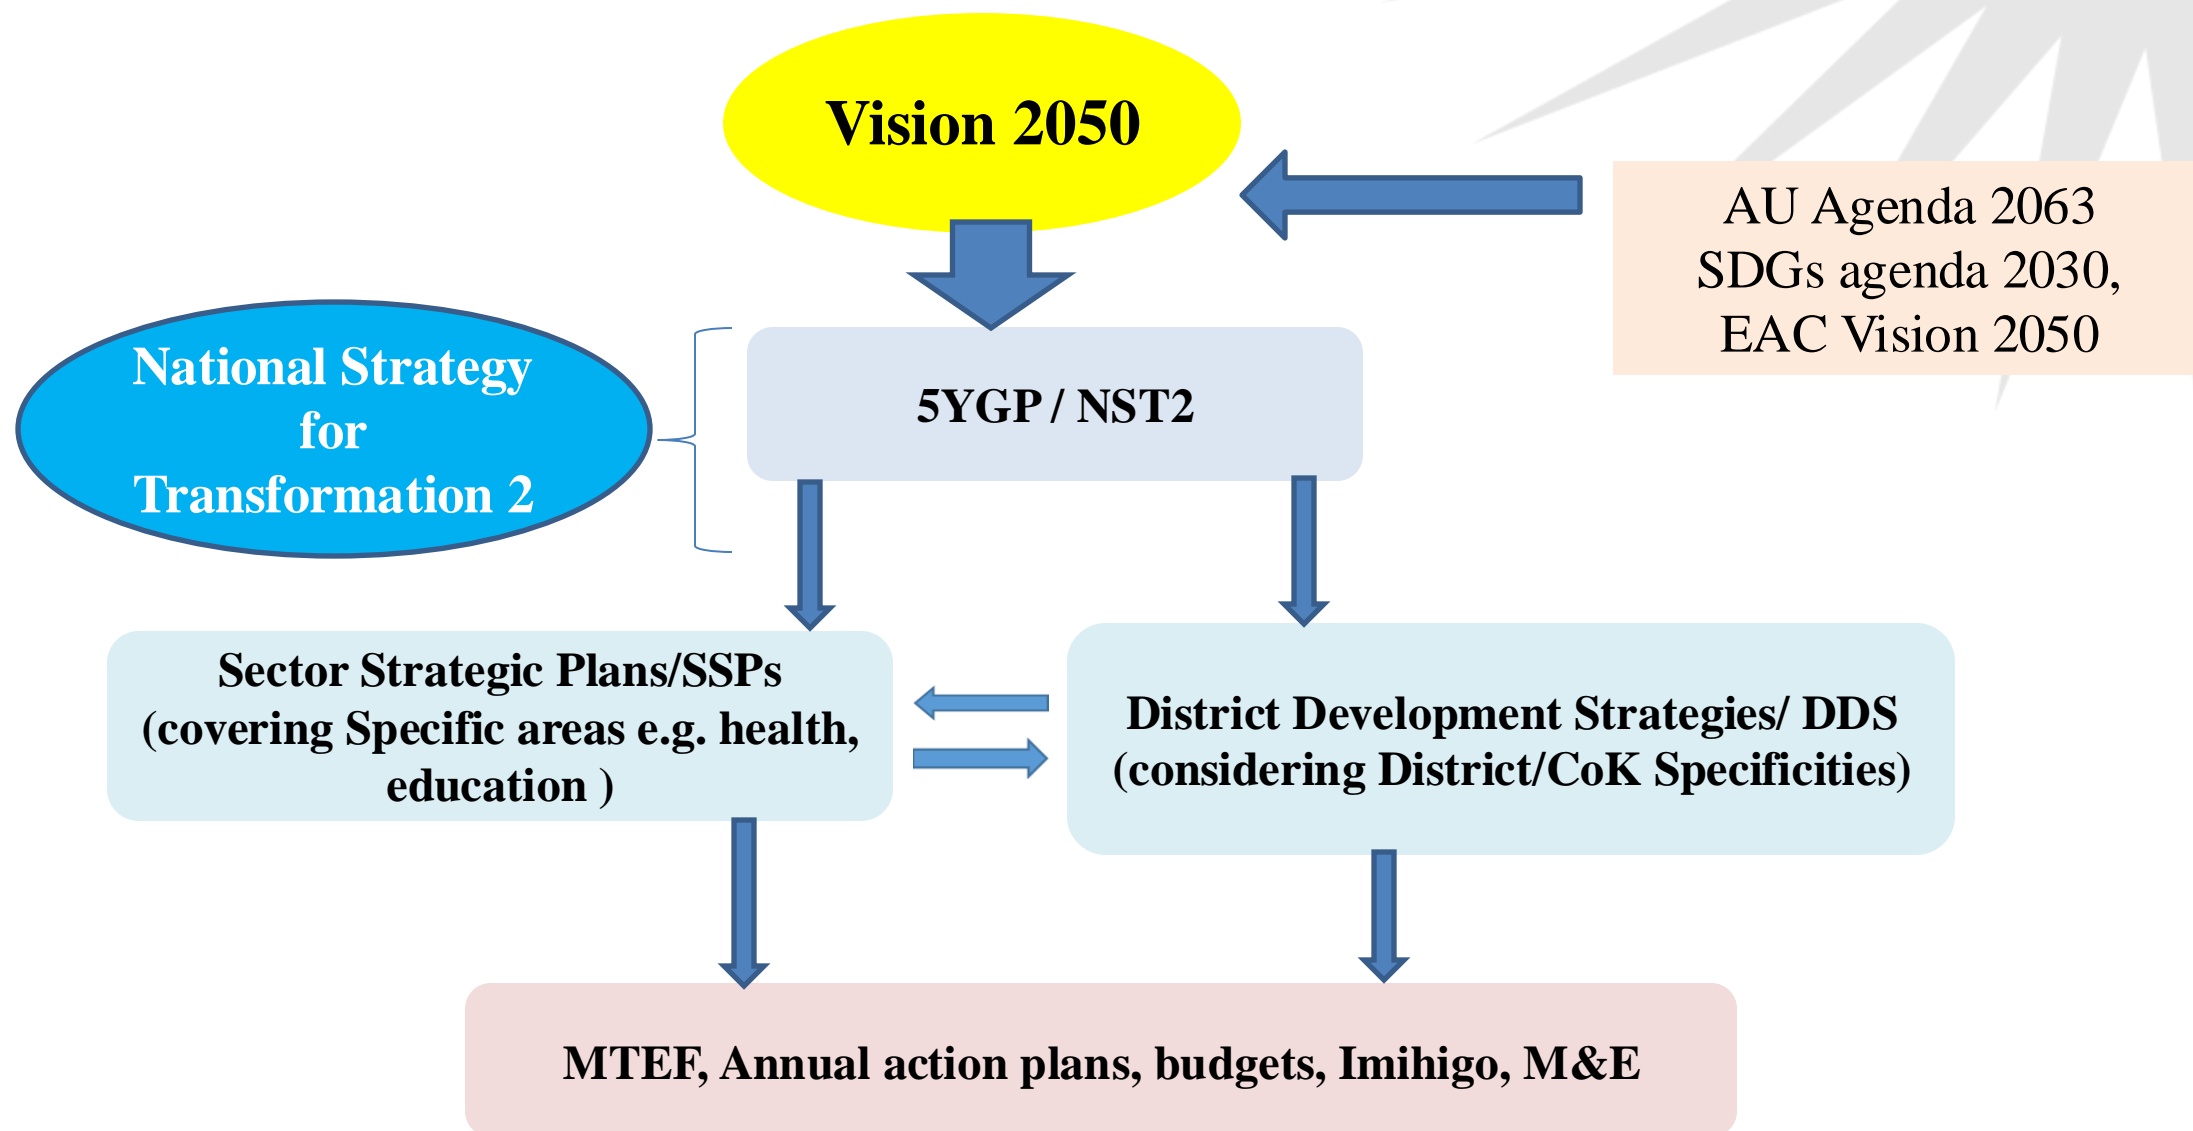 Vision 2050
AU Agenda 2063
SDGs agenda 2030,
EAC Vision 2050
National Strategy
for
Transformation 2
5YGP / NST2
Sector Strategic Plans/SSPs
(covering Specific areas e.g. health,
education )
District Development Strategies/ DDS
(considering District/CoK Specificities)
MTEF, Annual action plans, budgets, Imihigo, M&E